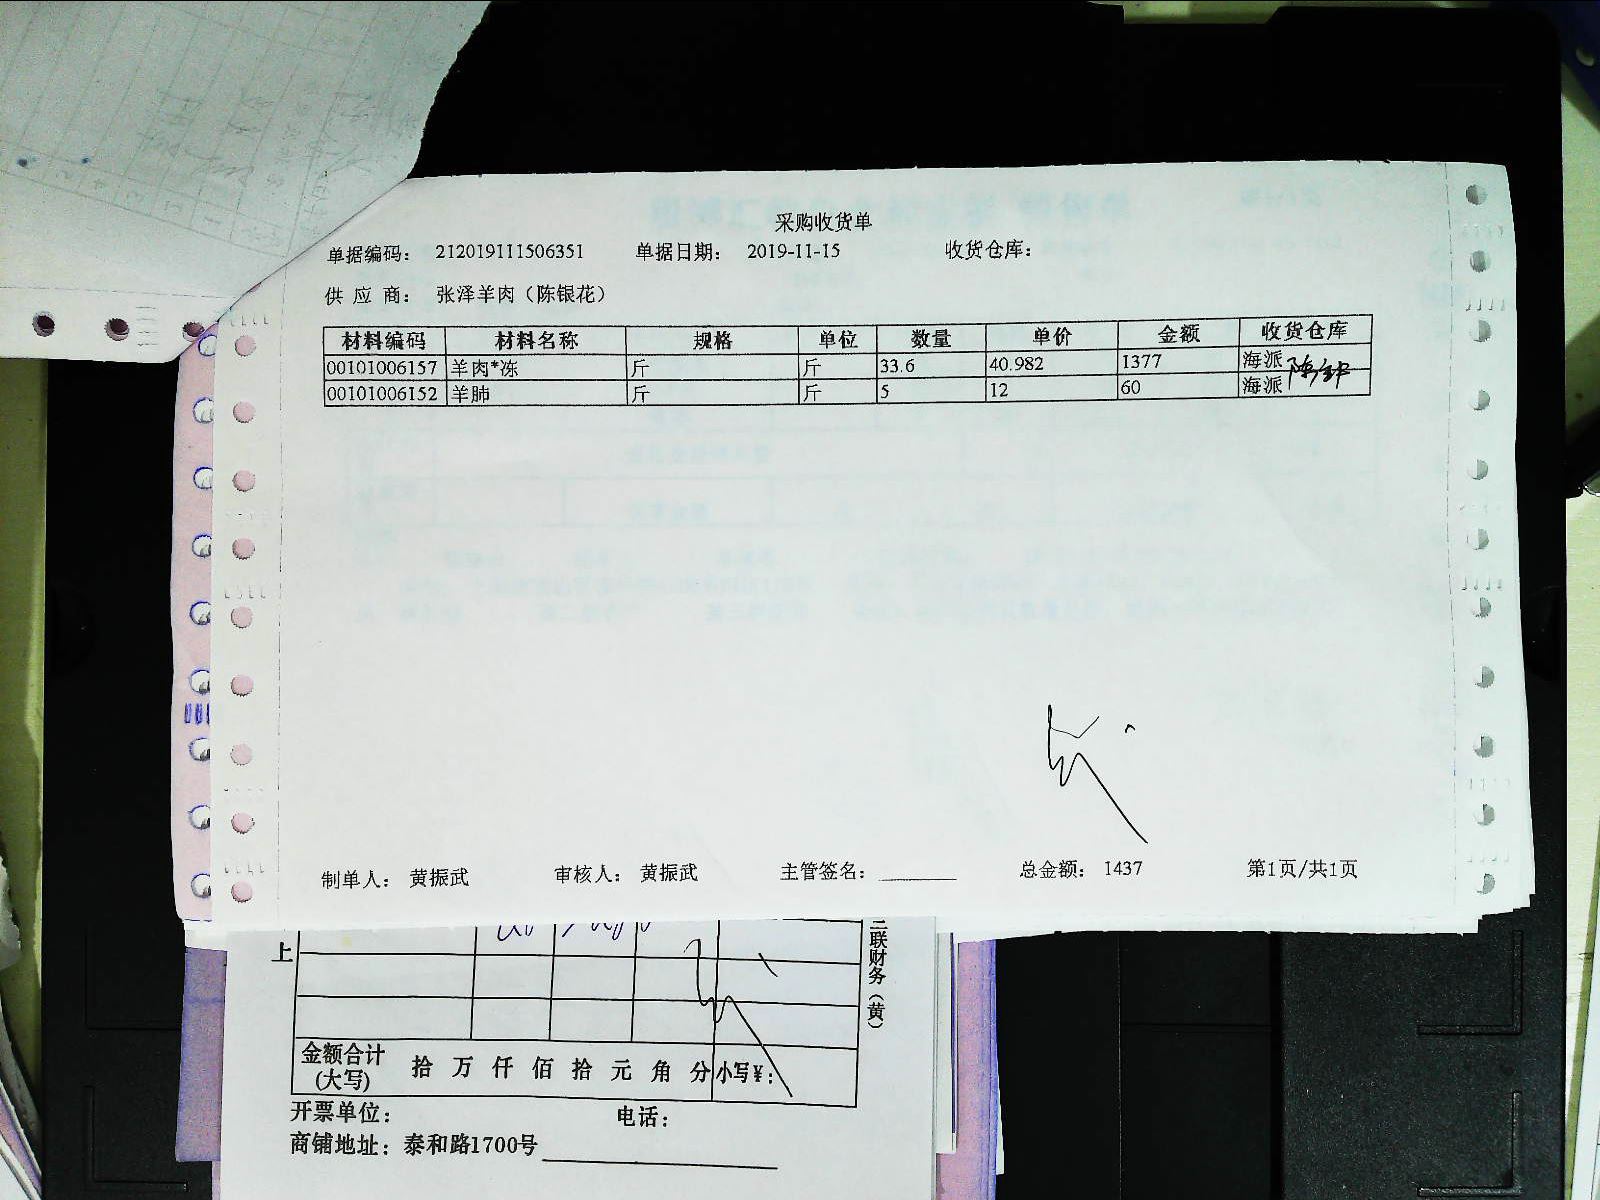 采购收货单
单据编码： 212019111506351 单据日期： 2019-11-15 收货仓库：
供 应 商： 张泽羊肉（陈银花）
材料编码 材料名称 规格 单位 数量 单价 金额 收货仓库
00101006157 羊肉*冻 斤 斤 33.6 40.982 1377 海派
00101006152 羊肺 斤 斤 5 12 60 海派
制单人： 黄振武 审核人： 黄振武 主管签名： 总金额： 1437 第1页/共1页
上
二联财务（黄）
金额合计(大写) 拾 万 仟 佰 拾 元 角 分 小写¥：
开票单位： 电话：
商铺地址：泰和路1700号